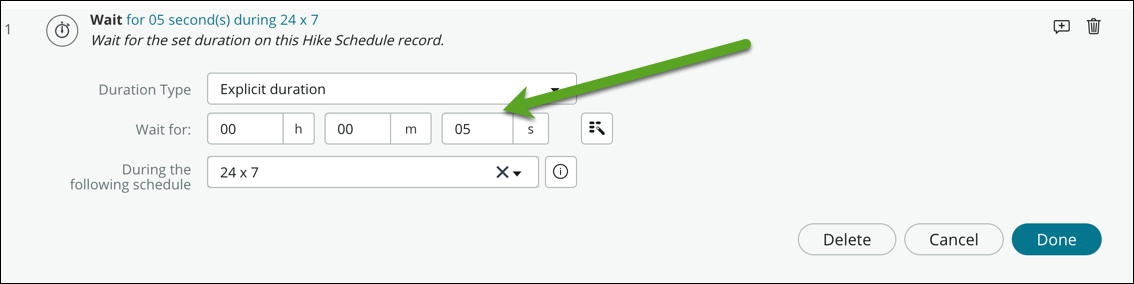 1
Wait for 05 second(s) during 24 x 7
Wait for the set duration on this Hike Schedule record.
Duration Type
Explicit duration
Wait for:
00 h 00 m 05 s
During the
following schedule
24 x 7
Delete Cancel Done